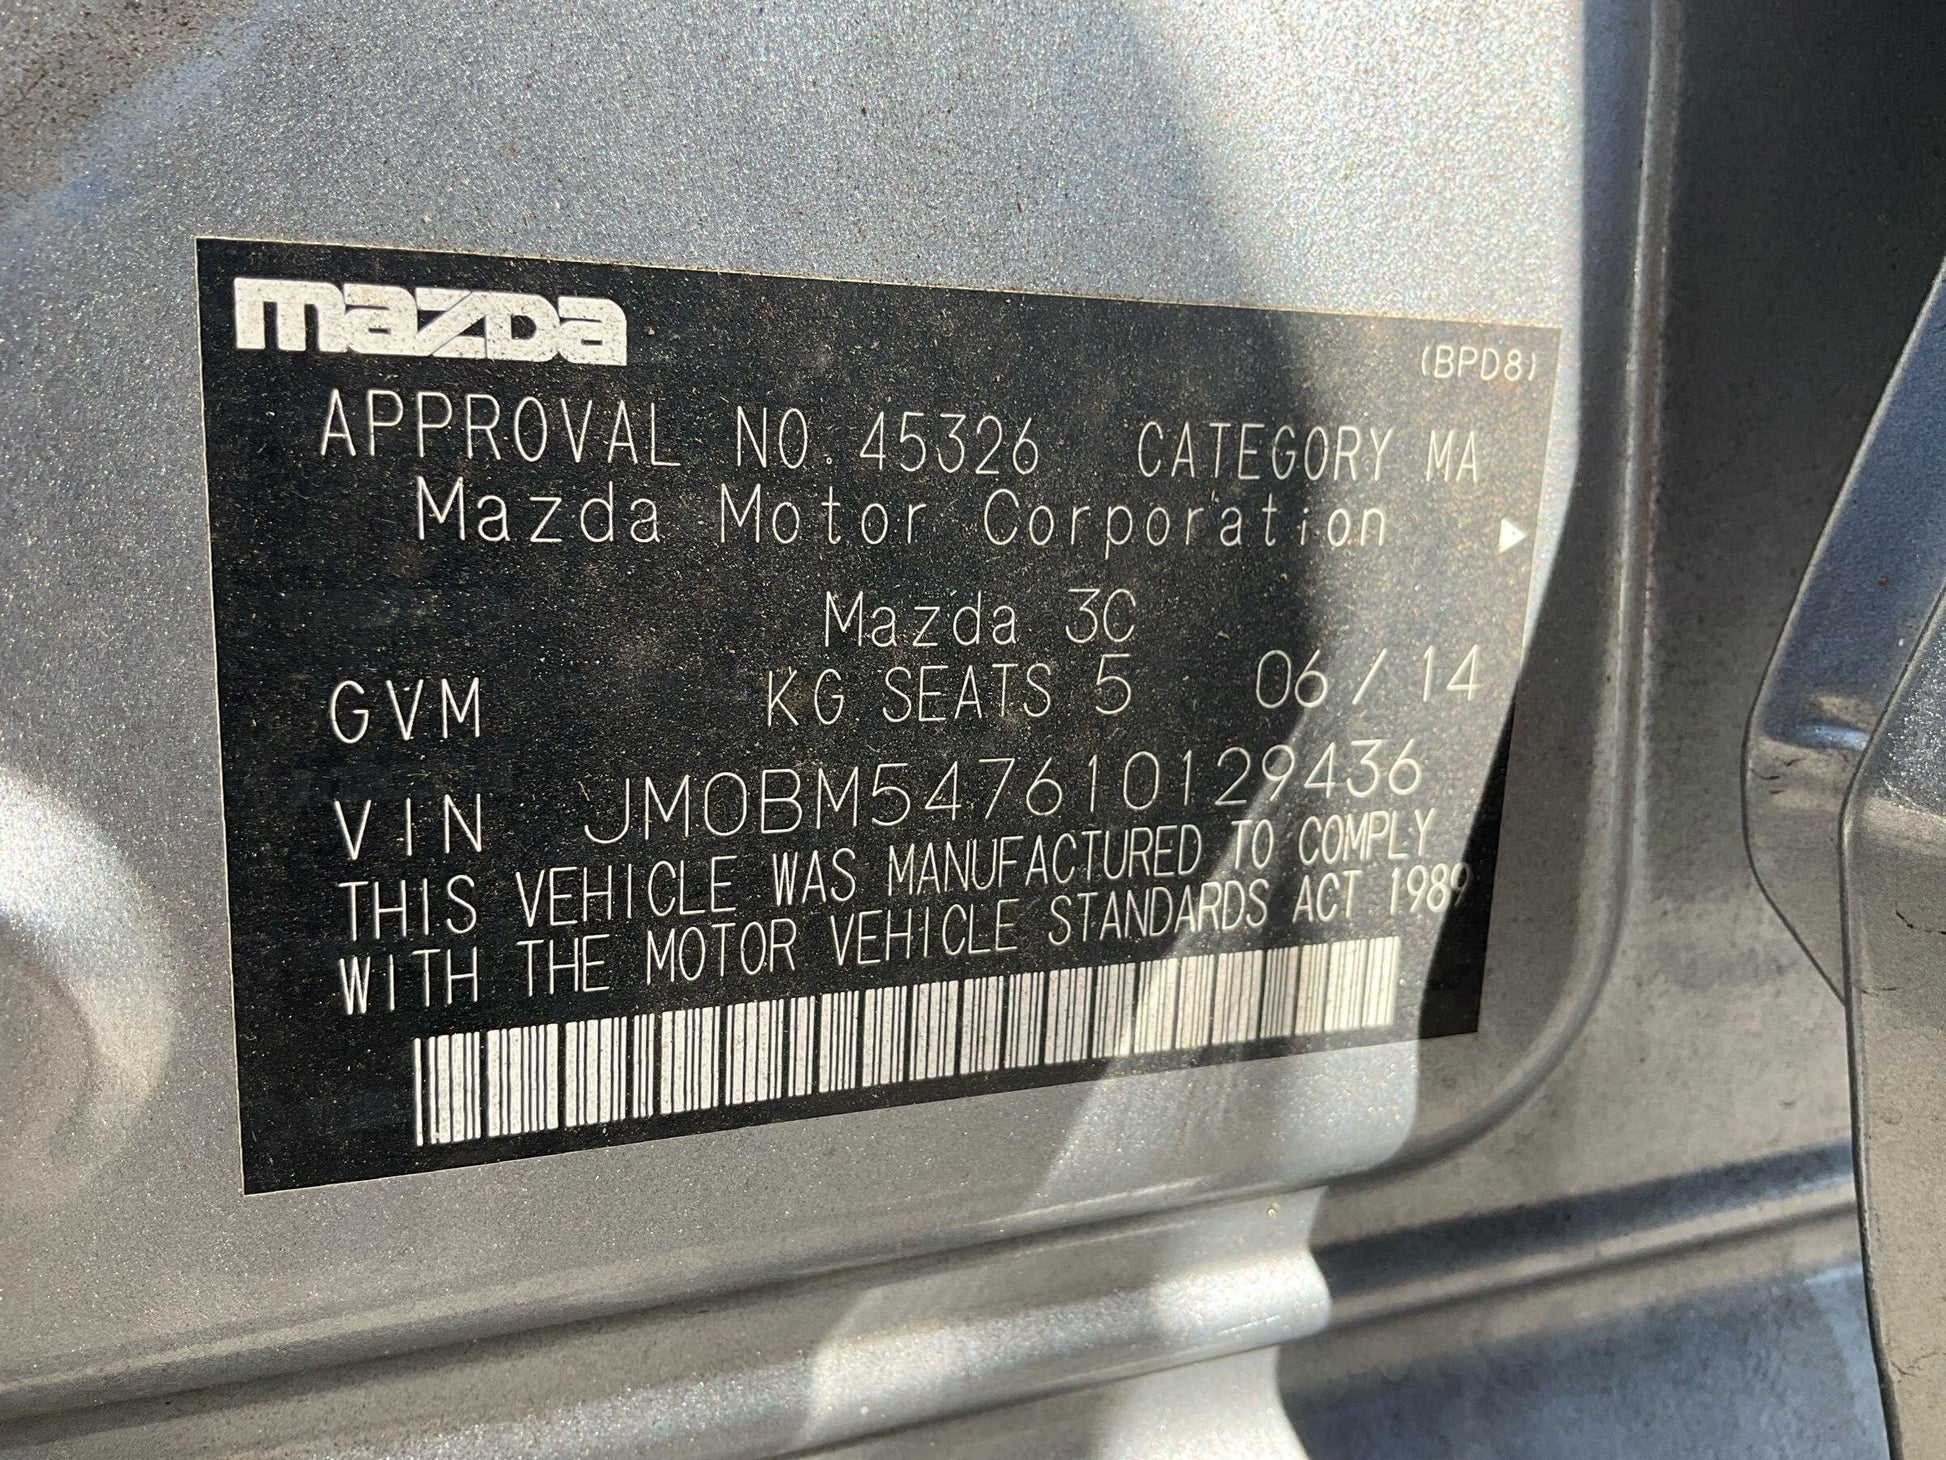 mazda
(BPD8)
APPROVAL NO. 45326 CATEGORY MA
Mazda Motor Corporation
Mazda 3C
GVM KG SEATS 5 06/14
VIN JM0BM547610129436
THIS VEHICLE WAS MANUFACTURED TO COMPLY
WITH THE MOTOR VEHICLE STANDARDS ACT 1989